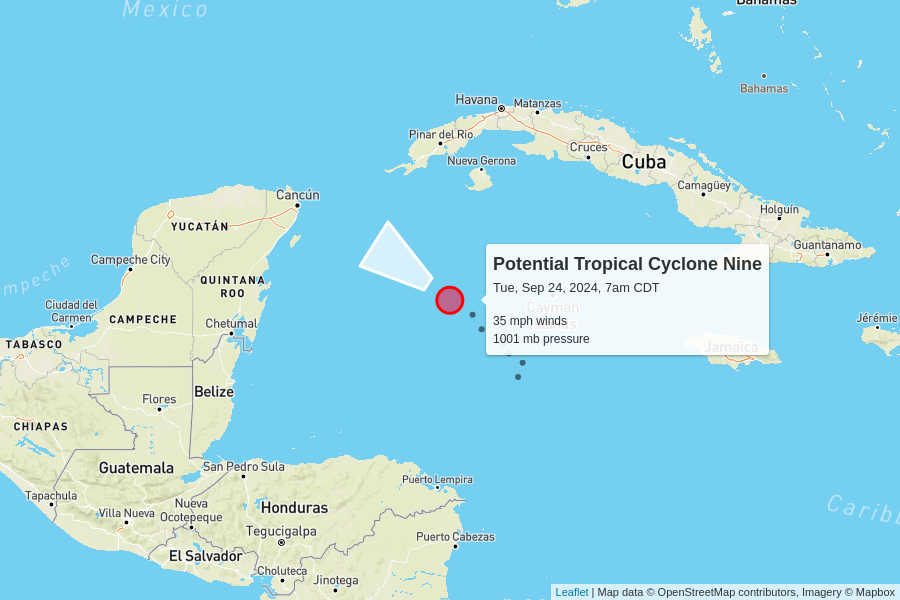 Mexico
Bahamas
Bahamas
Havana
Matanzas
Pinar del Rio
Cruces
Nueva Gerona
Cuba
Camagüey
Cancún
Holguín
YUCATÁN
Guantanamo
Campeche City
Campeche
QUINTANA
ROO
Potential Tropical Cyclone Nine
Tue, Sep 24, 2024, 7am CDT
35 mph winds
1001 mb pressure
Cayman
Ciudad del
Carmen
CAMPECHE
Chetumal
Jérémie
TABASCO
Jamaica
Belize
Flores
CHIAPAS
Guatemala
San Pedro Sula
Puerto Lempira
Tapachula
Nueva
Ocotepeque
Villa Nueva
Honduras
Caribb
Tegucigalpa
Puerto Cabezas
El Salvador
Choluteca
Jinotega
Leaflet | Map data © OpenStreetMap contributors, Imagery © Mapbox